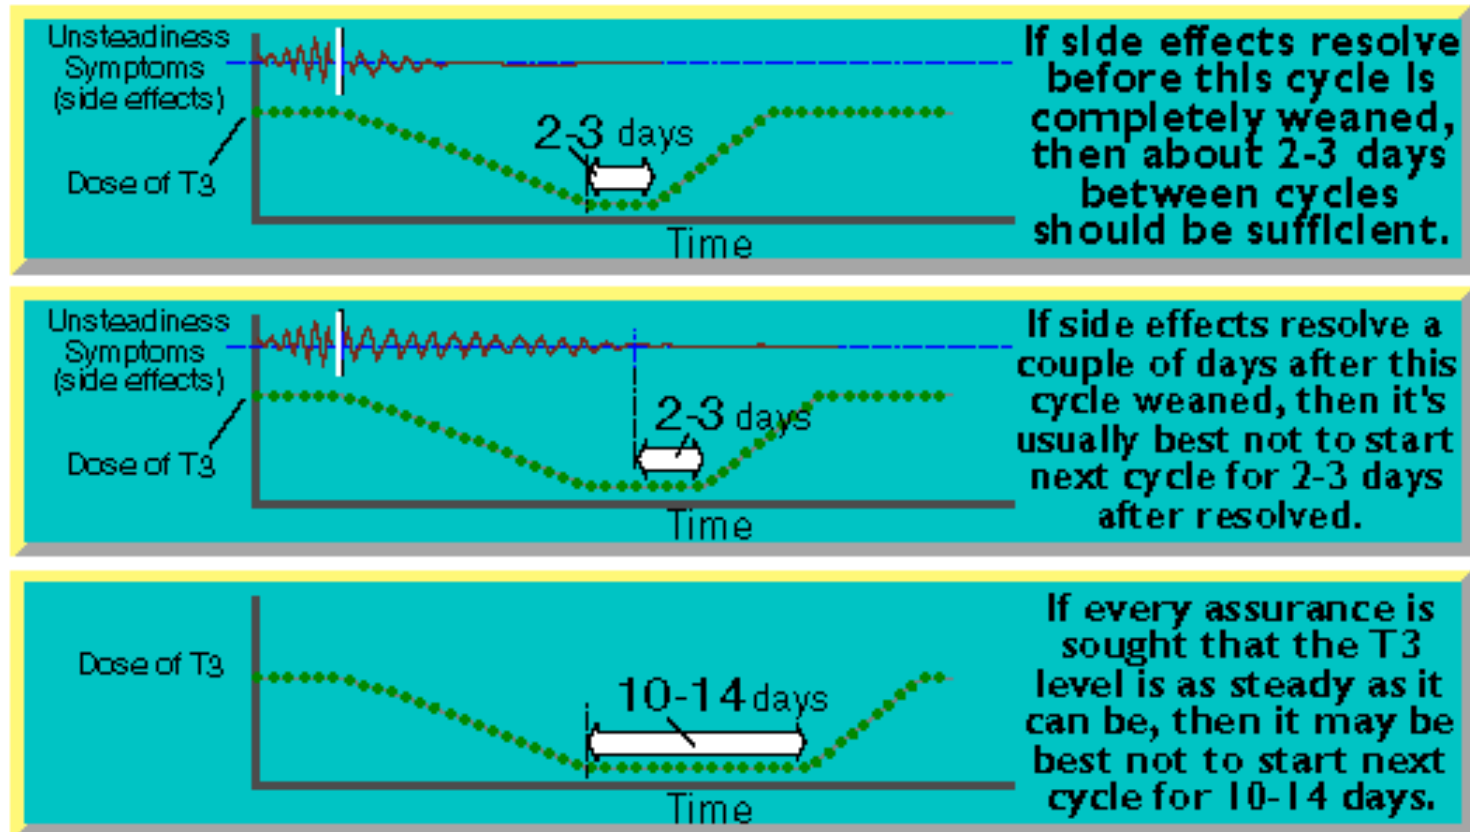 Unsteadiness
Symptoms
(side effects)
Dose of T3
2-3 days
Time
If side effects resolve
before this cycle is
completely weaned,
then about 2-3 days
between cycles
should be sufficient.
Unsteadiness
Symptoms
(side effects)
Dose of T3
2-3 days
Time
If side effects resolve a
couple of days after this
cycle weaned, then it's
usually best not to start
next cycle for 2-3 days
after resolved.
Dose of T3
10-14 days
Time
If every assurance is
sought that the T3
level is as steady as it
can be, then it may be
best not to start next
cycle for 10-14 days.